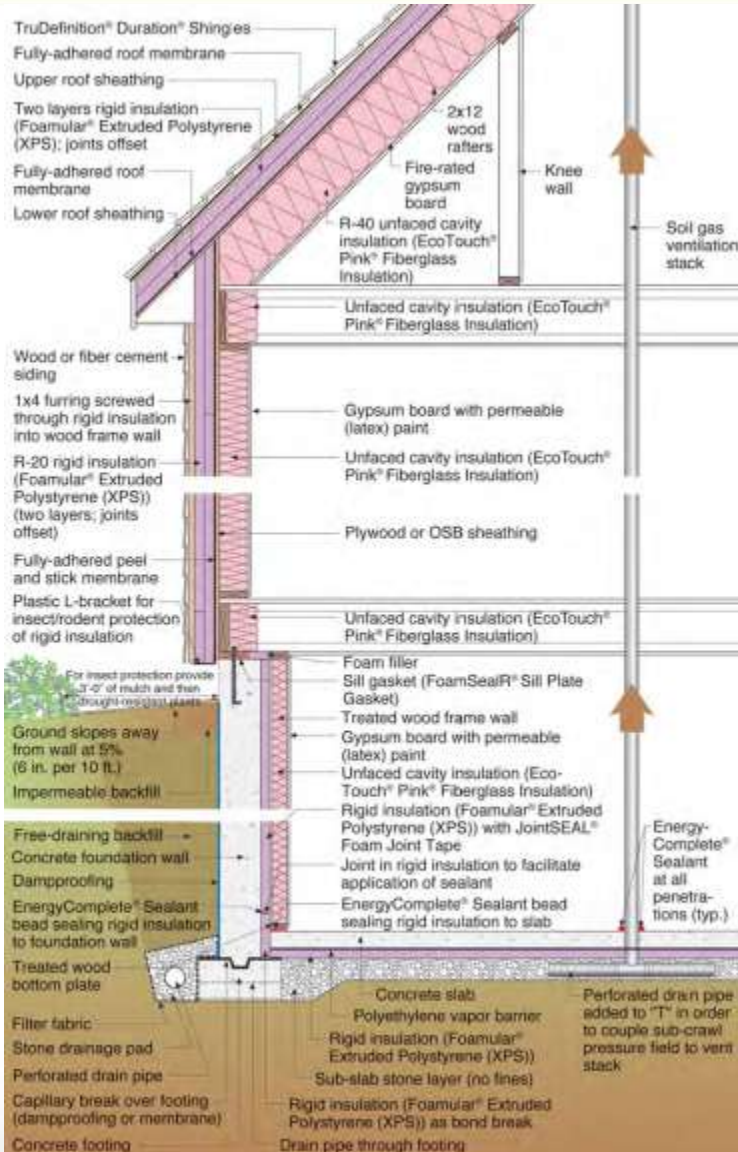 TruDefinition® Duration® Shingles
Fully-adhered roof membrane
Upper roof sheathing
Two layers rigid insulation
(Foamular® Extruded Polystyrene
(XPS); joints offset
Fully-adhered roof
membrane
Lower roof sheathing
2x12
wood
rafters
Fire-rated
gypsum
board
Knee
wall
R-40 unfaced cavity
insulation (EcoTouch®
Pink® Fiberglass
Insulation)
Soil gas
ventilation
stack
Unfaced cavity insulation (EcoTouch®
Pink® Fiberglass Insulation)
Wood or fiber cement
siding
1x4 furring screwed
through rigid insulation
into wood frame wall
R-20 rigid insulation
(Foamular® Extruded
Polystyrene (XPS))
(two layers; joints
offset)
Fully-adhered peel
and stick membrane
Plastic L-bracket for
insect/rodent protection
of rigid insulation
Gypsum board with permeable
(latex) paint
Unfaced cavity insulation (EcoTouch®
Pink® Fiberglass Insulation)
Plywood or OSB sheathing
Unfaced cavity insulation (EcoTouch®
Pink® Fiberglass Insulation)
For insect protection provide
3'-0" of mulch and then
drought-resistant plants
Ground slopes away
from wall at 5%
(6 in. per 10 ft.)
Impermeable backfill
Free-draining backfill
Concrete foundation wall
Dampproofing
EnergyComplete® Sealant
bead sealing rigid insulation
to foundation wall
Treated wood
bottom plate
Filter fabric
Stone drainage pad
Perforated drain pipe
Capillary break over footing
(dampproofing or membrane)
Concrete footing
Foam filler
Sill gasket (FoamSealR® Sill Plate
Gasket)
Treated wood frame wall
Gypsum board with permeable
(latex) paint
Unfaced cavity insulation (Eco-
Touch® Pink® Fiberglass Insulation)
Rigid insulation (Foamular® Extruded
Polystyrene (XPS)) with JointSEAL®
Foam Joint Tape
Joint in rigid insulation to facilitate
application of sealant
EnergyComplete® Sealant bead
sealing rigid insulation to slab
Energy-
Complete®
Sealant
at all
penetra-
tions (typ.)
Concrete slab
Polyethylene vapor barrier
Rigid insulation (Foamular®
Extruded Polystyrene (XPS))
Sub-slab stone layer (no fines)
Rigid insulation (Foamular® Extruded
Polystyrene (XPS)) as bond break
Drain pipe through footing
Perforated drain pipe
added to "T" in order
to couple sub-crawl
pressure field to vent
stack